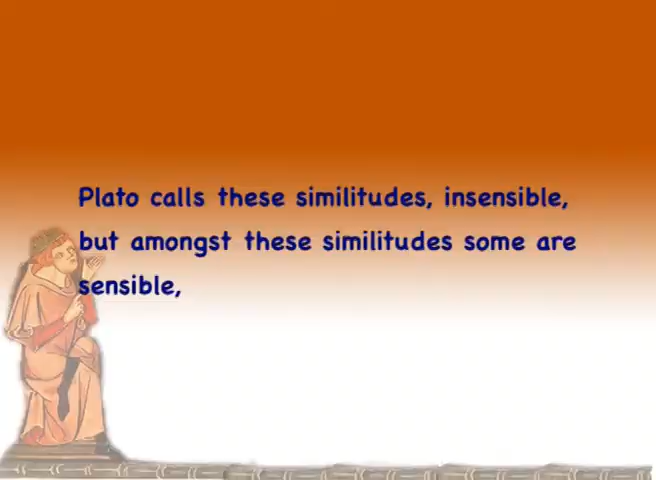 Plato calls these similitudes, insensible,
but amongst these similitudes some are
sensible,